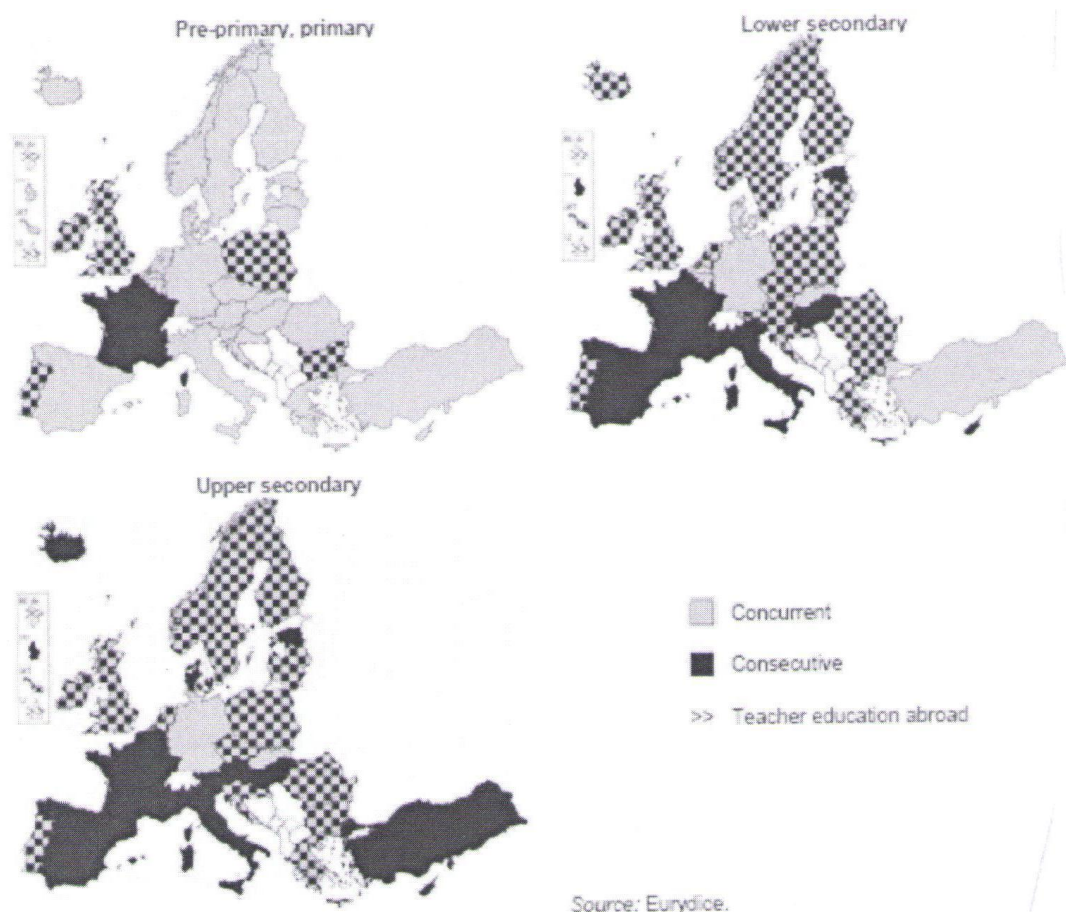 Pre-primary, primary
Lower secondary
Upper secondary
Concurrent
Consecutive
>> Teacher education abroad
Source: Eurydice.